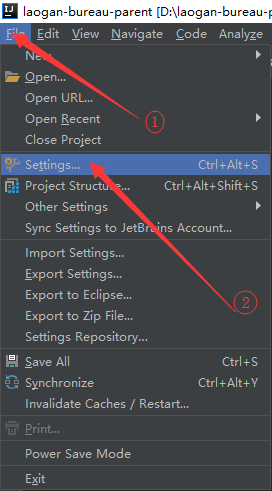 IJ laogan-bureau-parent [D:\laogan-bureau-p
File Edit View Navigate Code Analyze
①
New
Open...
Open URL...
Open Recent
Close Project
Settings... Ctrl+Alt+S
Project Structure... Ctrl+Alt+Shift+S
Other Settings
Sync Settings to JetBrains Account...
Import Settings...
Export Settings...
②
Export to Eclipse...
Export to Zip File...
Settings Repository...
Save All Ctrl+S
Synchronize Ctrl+Alt+Y
Invalidate Caches / Restart...
Print...
Power Save Mode
Exit